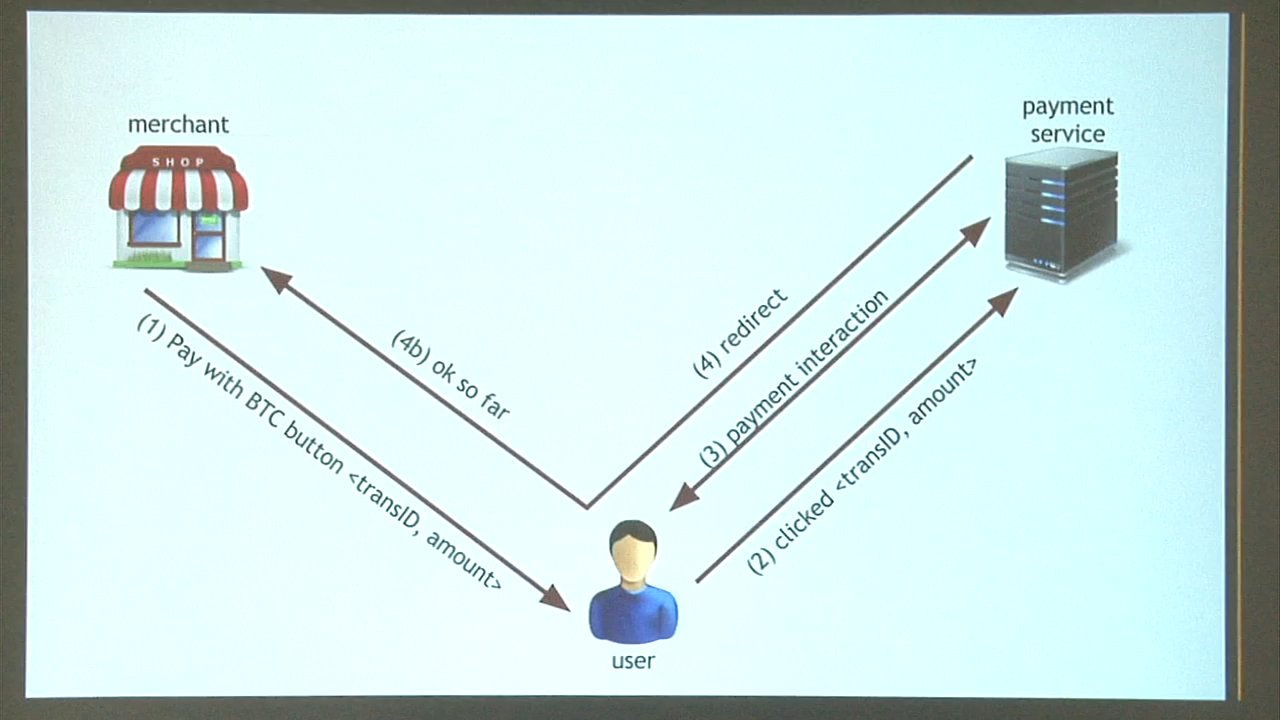 payment
service
merchant
SHOP
(4) redirect
(3) payment interaction
(4b) ok so far
(1) Pay with BTC button <transID, amount>
(2) clicked <transID, amount>
user